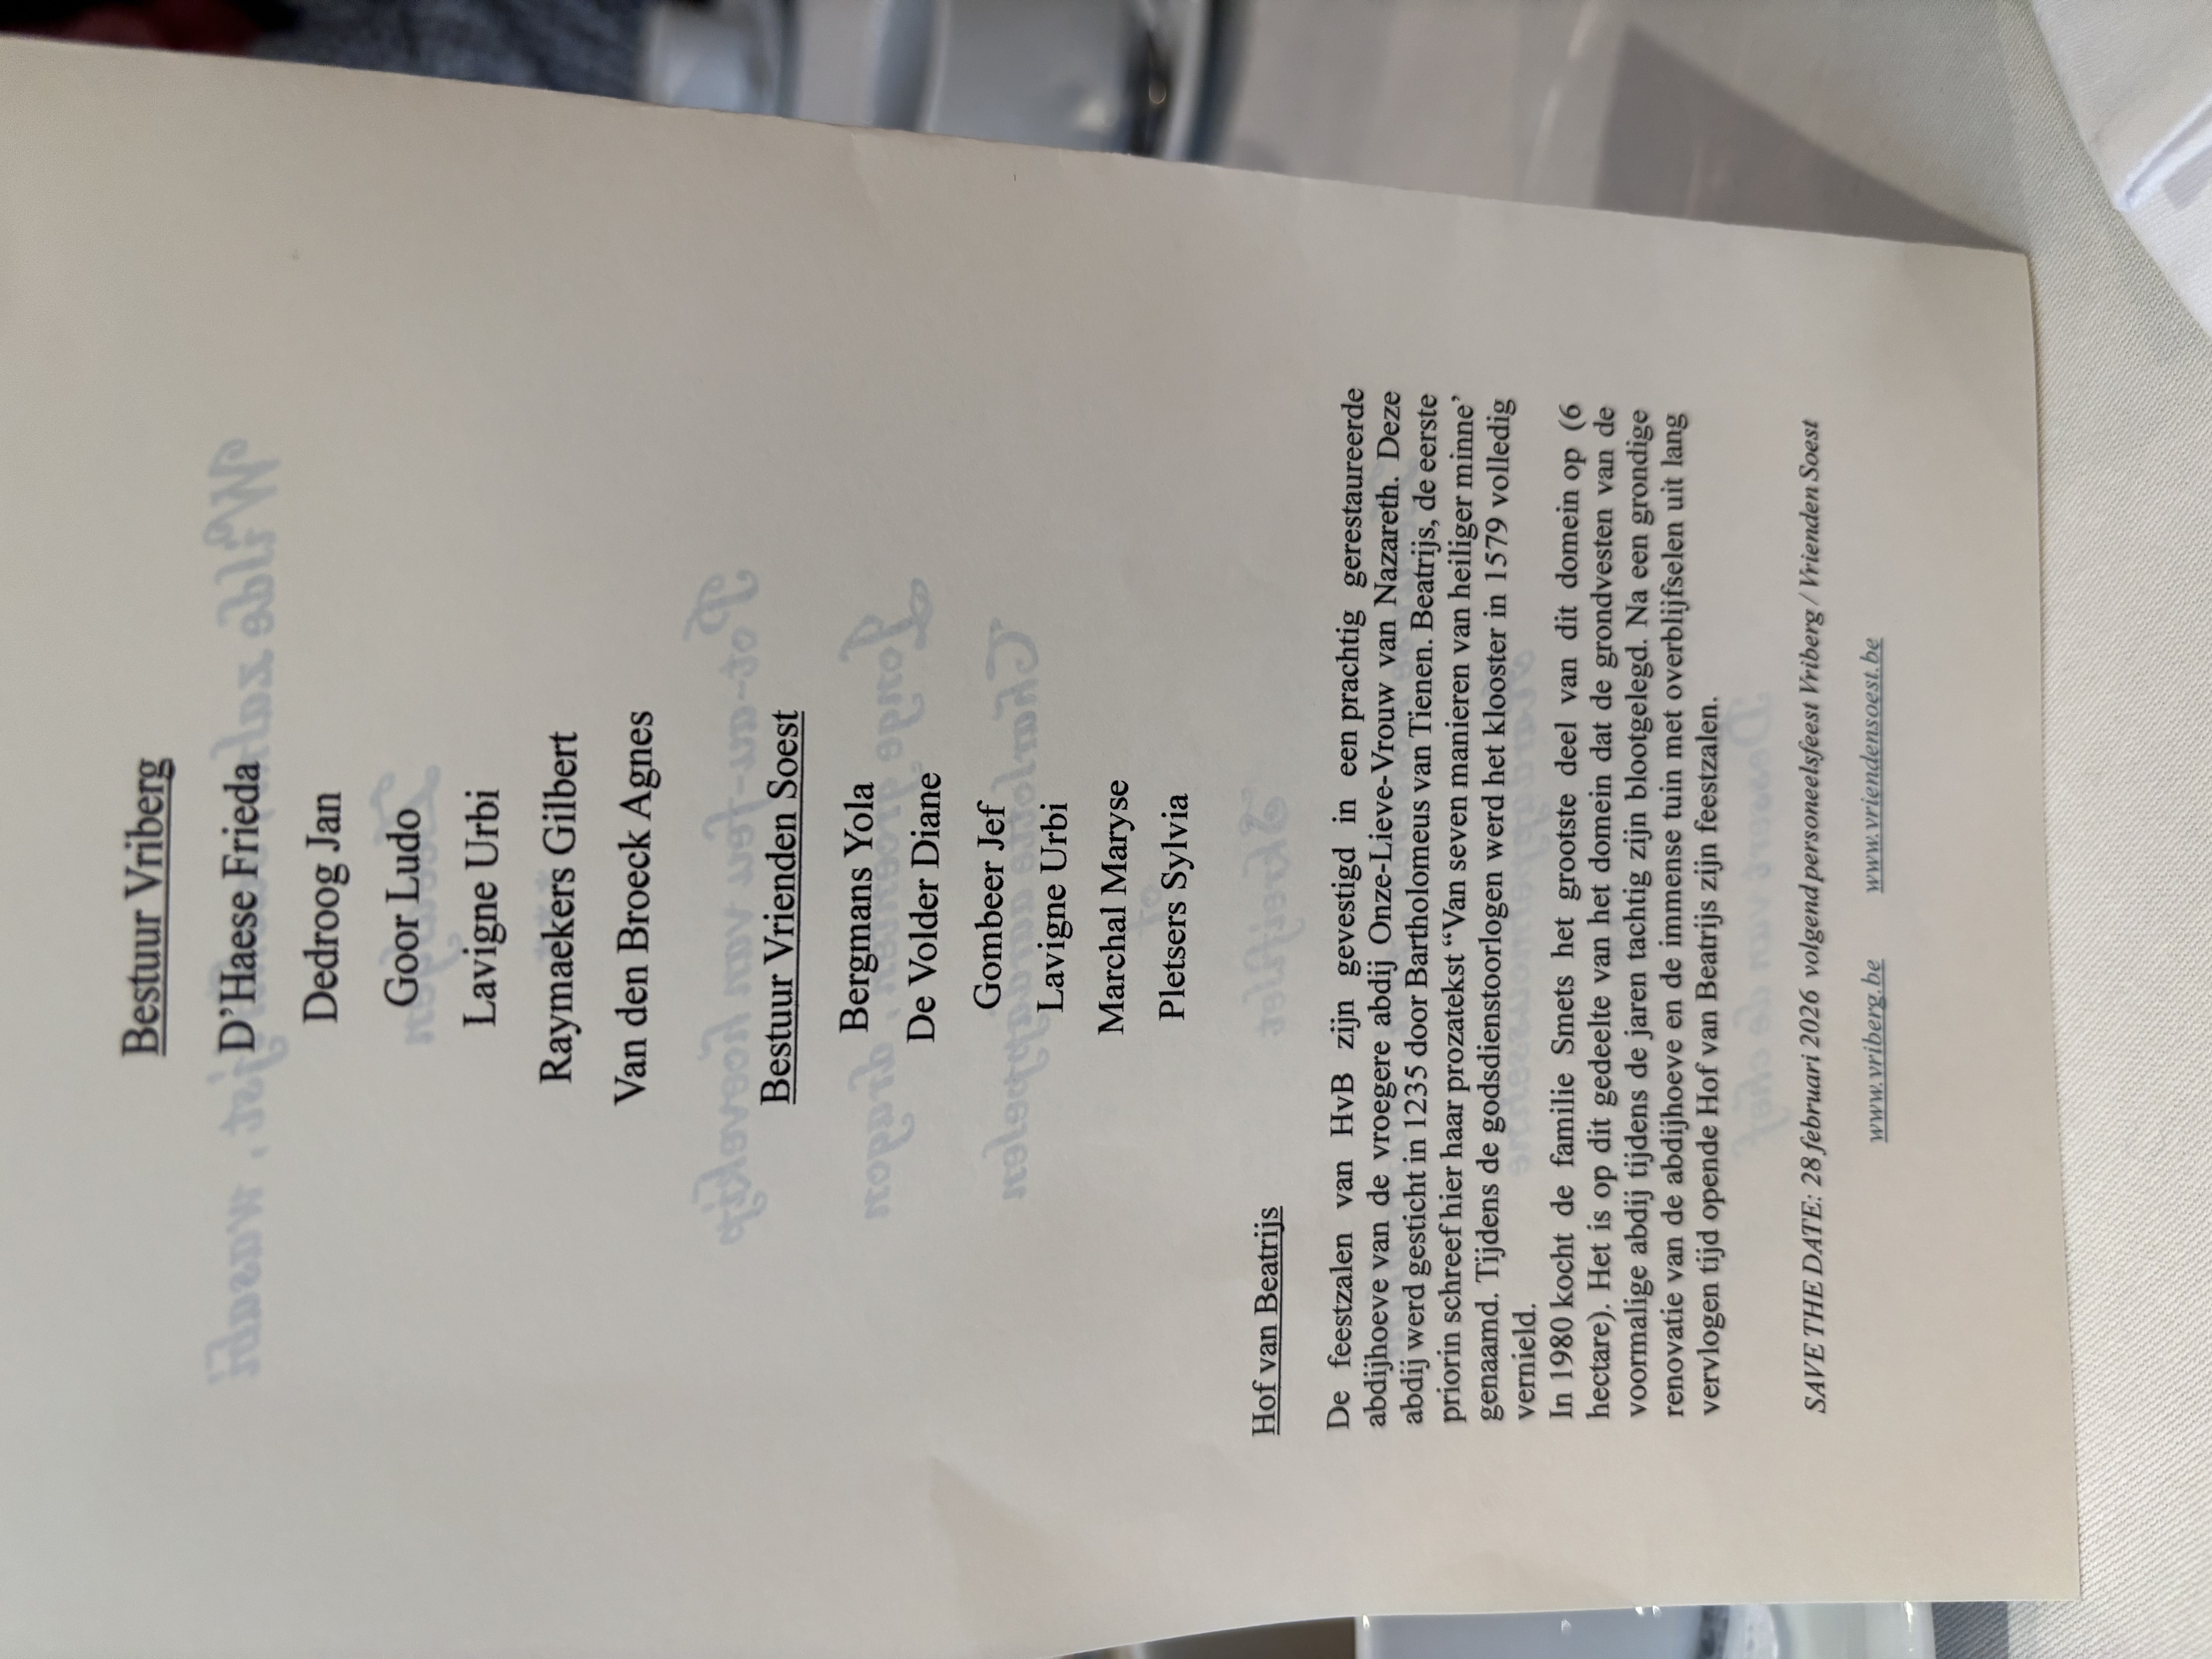 Bestuur Vriberg
D’Haese Frieda
Dedroog Jan
Goor Ludo
Lavigne Urbi
Raymaekers Gilbert
Van den Broeck Agnes
Bestuur Vrienden Soest
Bergmans Yola
De Volder Diane
Gombeer Jef
Lavigne Urbi
Marchal Maryse
Pletsers Sylvia
Hof van Beatrijs
De feestzalen van HvB zijn gevestigd in een prachtig gerestaureerde
abdijhoeve van de vroegere abdij Onze-Lieve-Vrouw van Nazareth. Deze
abdij werd gesticht in 1235 door Bartholomeus van Tienen. Beatrijs, de eerste
priorin schreef hier haar prozatekst “Van seven manieren van heiliger minne’
genaamd. Tijdens de godsdienstoorlogen werd het klooster in 1579 volledig
vernield.
In 1980 kocht de familie Smets het grootste deel van dit domein op (6
hectare). Het is op dit gedeelte van het domein dat de grondvesten van de
voormalige abdij tijdens de jaren tachtig zijn blootgelegd. Na een grondige
renovatie van de abdijhoeve en de immense tuin met overblijfselen uit lang
vervlogen tijd opende Hof van Beatrijs zijn feestzalen.
SAVE THE DATE: 28 februari 2026 volgend personeelsfeest Vriberg / Vrienden Soest
www.vriberg.be www.vriendensoest.be